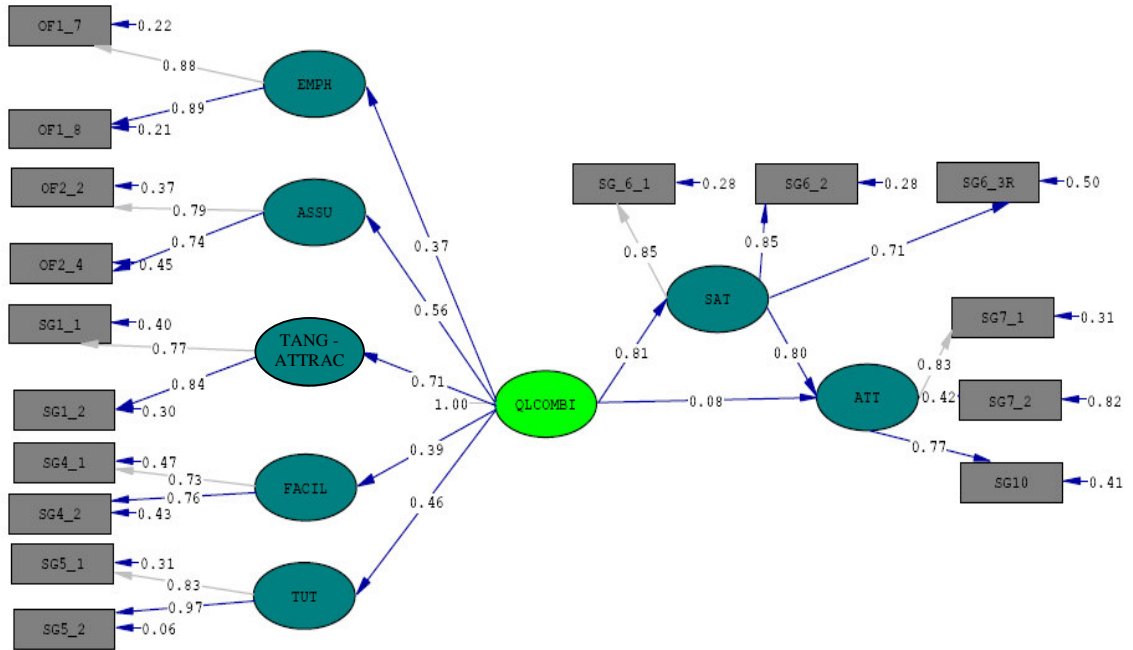 OF1_7
0.22
0.88
EMPH
0.89
OF1_8
0.21
OF2_2
0.37
0.79
ASSU
0.74
OF2_4
0.45
SG1_1
0.40
0.77
TANG -
ATTRAC
0.84
SG1_2
0.30
SG4_1
0.47
0.73
FACIL
0.76
SG4_2
0.43
SG5_1
0.31
0.83
TUT
0.97
SG5_2
0.06
0.37
0.56
0.71
1.00
0.39
0.46
QLCOMBI
0.81
0.08
SG_6_1
0.28
SG6_2
0.28
SG6_3R
0.50
0.85
0.85
0.71
SAT
0.80
ATT
SG7_1
0.31
0.83
0.42
SG7_2
0.82
0.77
SG10
0.41